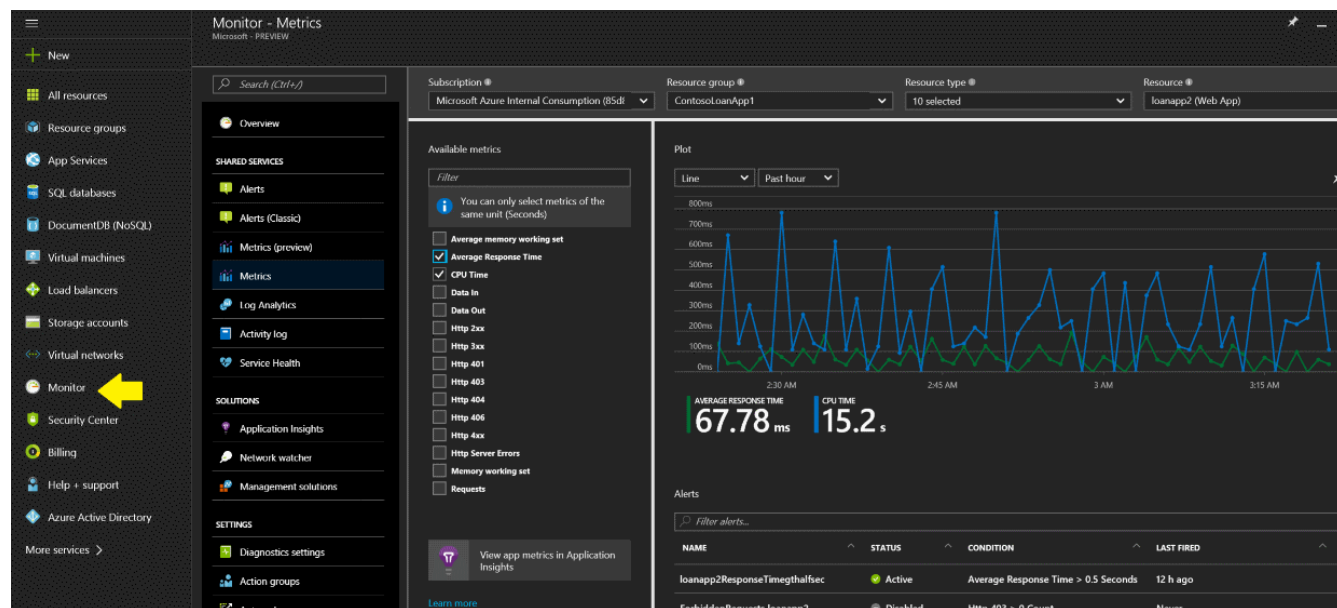 Monitor - Metrics
Microsoft - PREVIEW
New
All resources
Resource groups
App Services
SQL databases
DocumentDB (NoSQL)
Virtual machines
Load balancers
Storage accounts
Virtual networks
Monitor
Security Center
Billing
Help + support
Azure Active Directory
More services
Search (Ctrl+/)
Overview
SHARED SERVICES
Alerts
Alerts (Classic)
Metrics (preview)
Metrics
Log Analytics
Activity log
Service Health
SOLUTIONS
Application Insights
Network watcher
Management solutions
SETTINGS
Diagnostics settings
Action groups
Subscription
Resource group
Resource type
Resource
Microsoft Azure Internal Consumption (85d8
ContosoLoanApp1
10 selected
loanapp2 (Web App)
Available metrics
Filter
You can only select metrics of the
same unit (Seconds)
Average memory working set
Average Response Time
CPU Time
Data In
Data Out
Http 2xx
Http 3xx
Http 401
Http 403
Http 404
Http 406
Http 4xx
Http Server Errors
Memory working set
Requests
View app metrics in Application
Insights
Learn more
Plot
Line
Past hour
800ms
700ms
600ms
500ms
400ms
300ms
200ms
100ms
0ms
2:30 AM
2:45 AM
3 AM
3:15 AM
AVERAGE RESPONSE TIME
67.78 ms
CPU TIME
15.2 s
Alerts
Filter alerts...
NAME
STATUS
CONDITION
LAST FIRED
loanapp2ResponseTimegthalfsec
Active
Average Response Time > 0.5 Seconds
12 h ago
ForbiddenRequests loanapp2
Disabled
Http 403 > 0 Count
Never